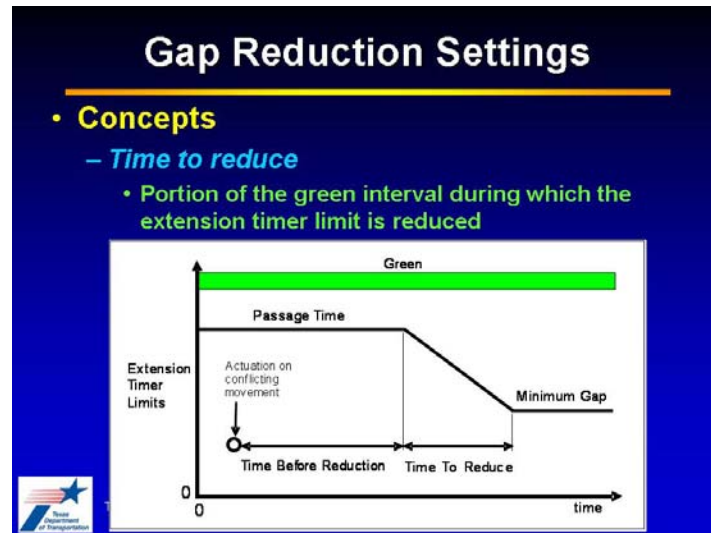 Gap Reduction Settings
• Concepts
– Time to reduce
• Portion of the green interval during which the
extension timer limit is reduced
Green
Passage Time
Extension
Timer
Limits
Actuation on
conflicting
movement
Minimum Gap
Time Before Reduction
Time To Reduce
0
0
time
Texas
Department
of Transportation